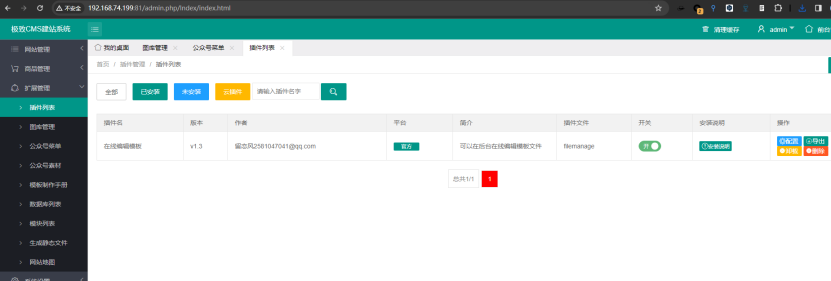 不安全 192.168.74.199:81/admin.php/Index/index.html
极致CMS建站系统 清理缓存 admin 前台
网站管理 我的桌面 图库管理 × 公众号菜单 × 插件列表 ×
商品管理 首页 / 插件管理 / 插件列表
扩展管理 全部 已安装 未安装 云插件 请输入插件名字
插件列表
图库管理 插件名 版本 作者 平台 简介 插件文件 开关 安装说明 操作
公众号菜单 在线编辑模板 v1.3 留恋风2581047041@qq.com 官方 可以在后台在线编辑模板文件 filemanage 开 安装说明 配置 导出
卸载 删除
公众号素材 总共1/1 1
模板制作手册
数据库列表
模块列表
生成静态文件
网站地图
系统设置